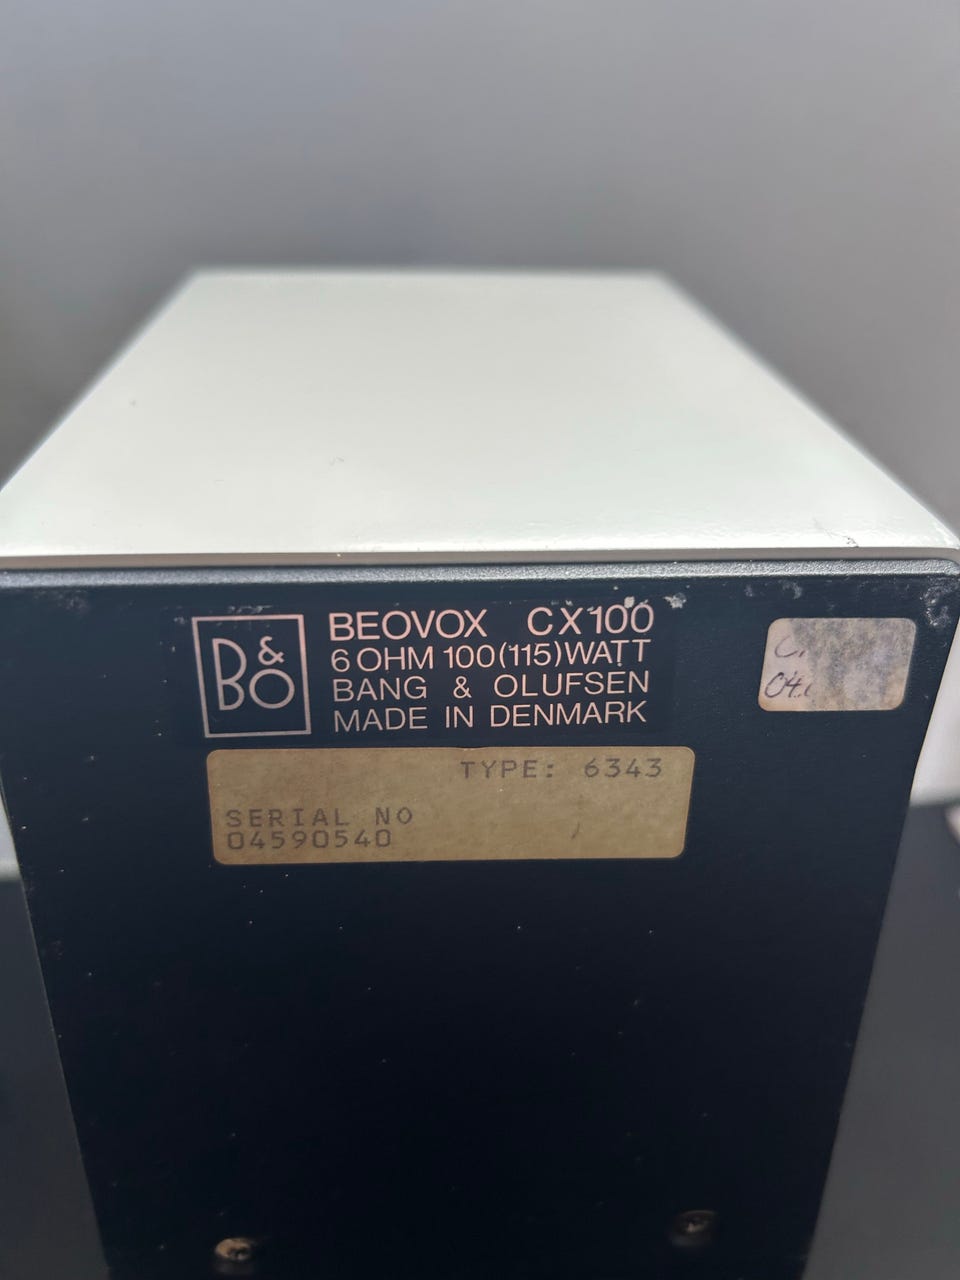 B&O
BEOVOX CX100
6 OHM 100(115)WATT
BANG & OLUFSEN
MADE IN DENMARK
TYPE: 6343
SERIAL NO
04590540